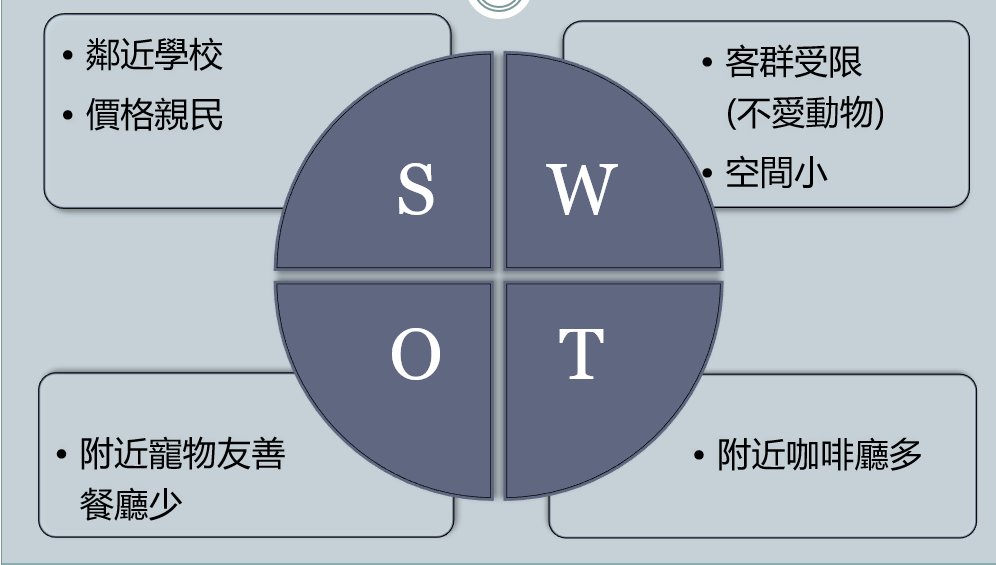 • 鄰近學校
• 價格親民
• 客群受限
(不愛動物)
• 空間小
S
W
O
T
• 附近寵物友善
餐廳少
• 附近咖啡廳多